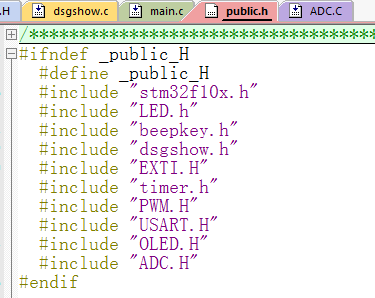 .H dsgshow.c main.c public.h ADC.C
/************************************
#ifndef _public_H
#define _public_H
#include "stm32f10x.h"
#include "LED.h"
#include "beepkey.h"
#include "dsgshow.h"
#include "EXTI.H"
#include "timer.h"
#include "PWM.H"
#include "USART.H"
#include "OLED.H"
#include "ADC.H"
#endif